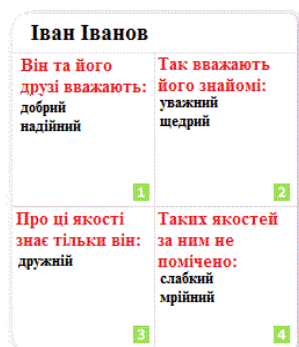 Іван Іванов
Він та його
друзі вважають:
добрий
надійний
1
Так вважають
його знайомі:
уважний
щедрий
2
Про ці якості
знає тільки він:
дружній
3
Таких якостей
за ним не
помічено:
слабкий
мрійний
4